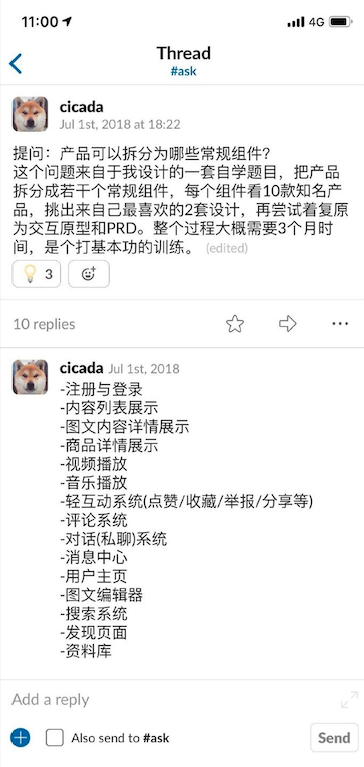 11:00
4G
Thread
#ask
cicada
Jul 1st, 2018 at 18:22
提问：产品可以拆分为哪些常规组件?
这个问题来自于我设计的一套自学题目，把产品
拆分成若干个常规组件，每个组件看10款知名产
品，挑出来自己最喜欢的2套设计，再尝试着复原
为交互原型和PRD。整个过程大概需要3个月时
间，是个打基本功的训练。 (edited)
3
10 replies
cicada Jul 1st, 2018
-注册与登录
-内容列表展示
-图文内容详情展示
-商品详情展示
-视频播放
-音乐播放
-轻互动系统(点赞/收藏/举报/分享等)
-评论系统
-对话(私聊)系统
-消息中心
-用户主页
-图文编辑器
-搜索系统
-发现页面
-资料库
Add a reply
Also send to #ask
Send